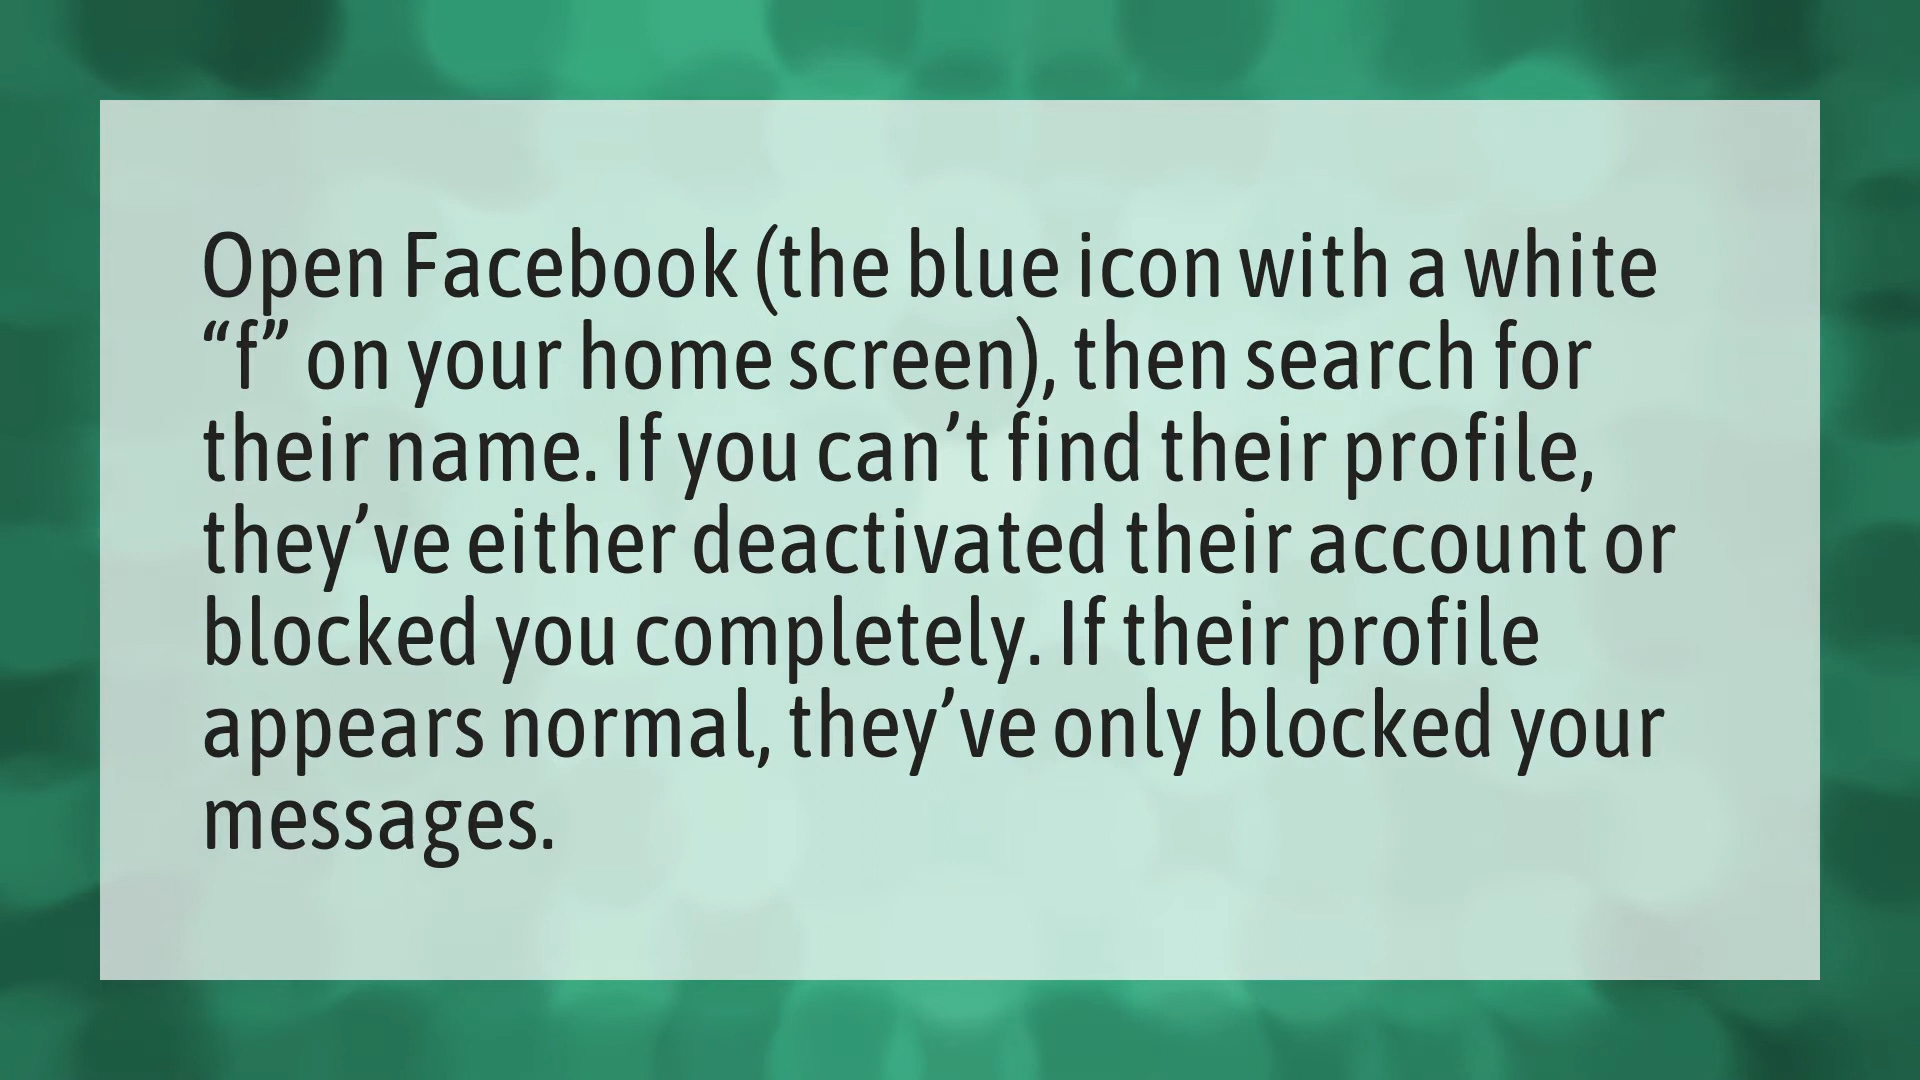 Open Facebook (the blue icon with a white
“f” on your home screen), then search for
their name. If you can’t find their profile,
they’ve either deactivated their account or
blocked you completely. If their profile
appears normal, they’ve only blocked your
messages.